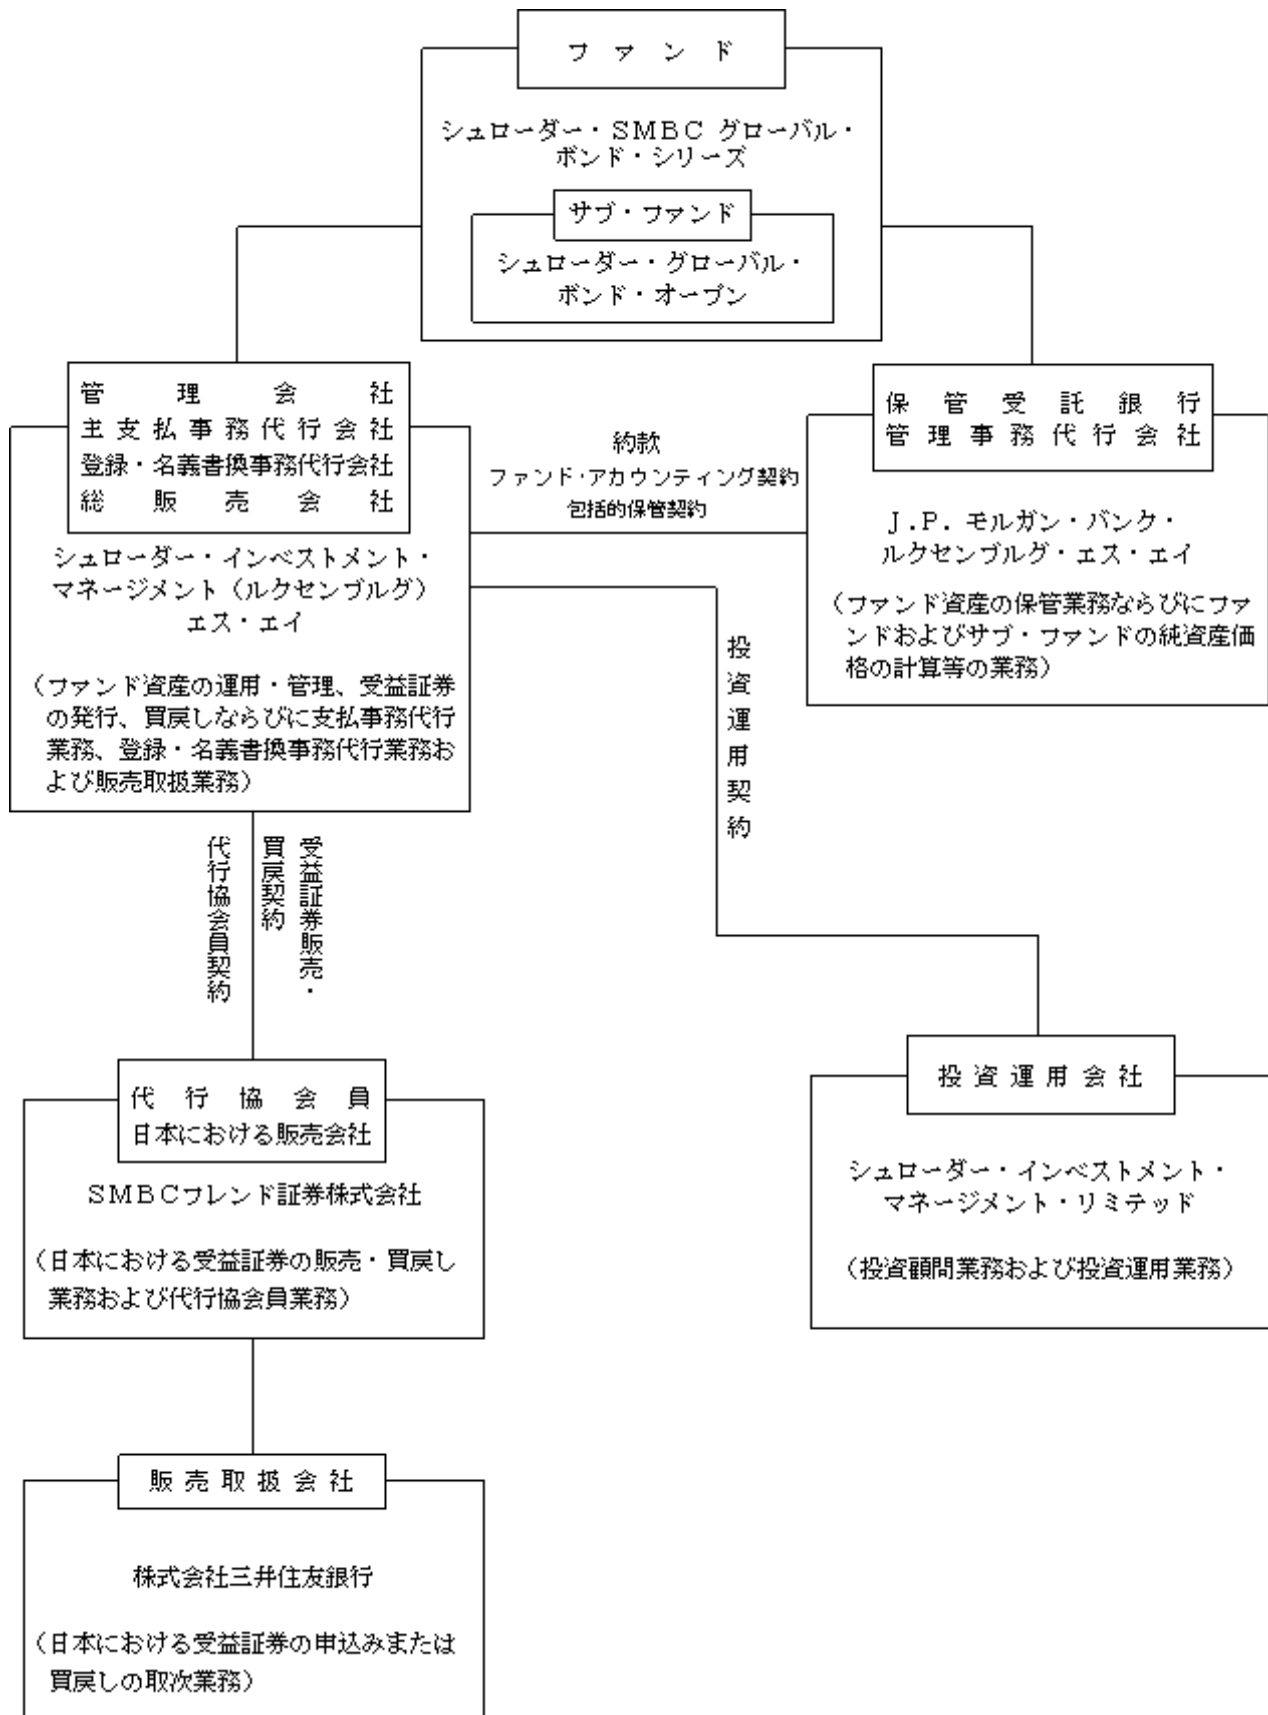 ファンド
シュローダー・SMBC グローバル・
ボンド・シリーズ
サブ・ファンド
シュローダー・グローバル・
ボンド・オープン
管理会社
主支払事務代行会社
登録・名義書換事務代行会社
総販売会社
シュローダー・インベストメント・
マネージメント（ルクセンブルグ）
エス・エイ
（ファンド資産の運用・管理、受益証券
の発行、買戻しならびに支払事務代行
業務、登録・名義書換事務代行業務お
よび販売取扱業務）
約款
ファンド・アカウンティング契約
包括的保管契約
保管受託銀行
管理事務代行会社
J.P. モルガン・バンク・
ルクセンブルグ・エス・エイ
（ファンド資産の保管業務ならびにファ
ンドおよびサブ・ファンドの純資産価
格の計算等の業務）
投資運用契約
受益証券販売・
買戻契約
代行協会員契約
代行協会員
日本における販売会社
SMBCフレンド証券株式会社
（日本における受益証券の販売・買戻し
業務および代行協会員業務）
投資運用会社
シュローダー・インベストメント・
マネージメント・リミテッド
（投資顧問業務および投資運用業務）
販売取扱会社
株式会社三井住友銀行
（日本における受益証券の申込みまたは
買戻しの取次業務）